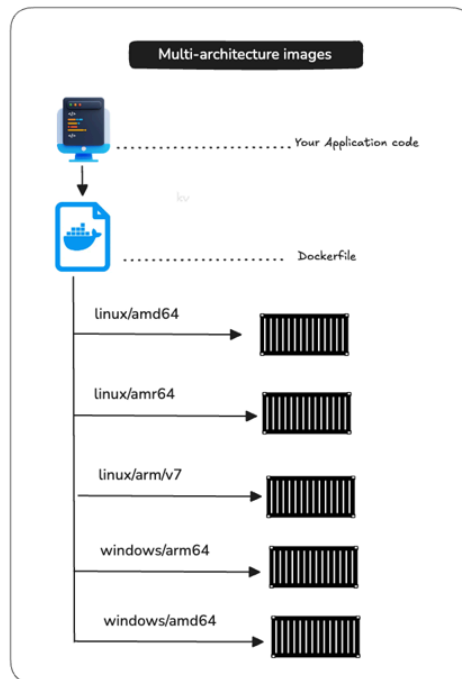 Multi-architecture images
Your Application code
kv
Dockerfile
linux/amd64
linux/amr64
linux/arm/v7
windows/arm64
windows/amd64